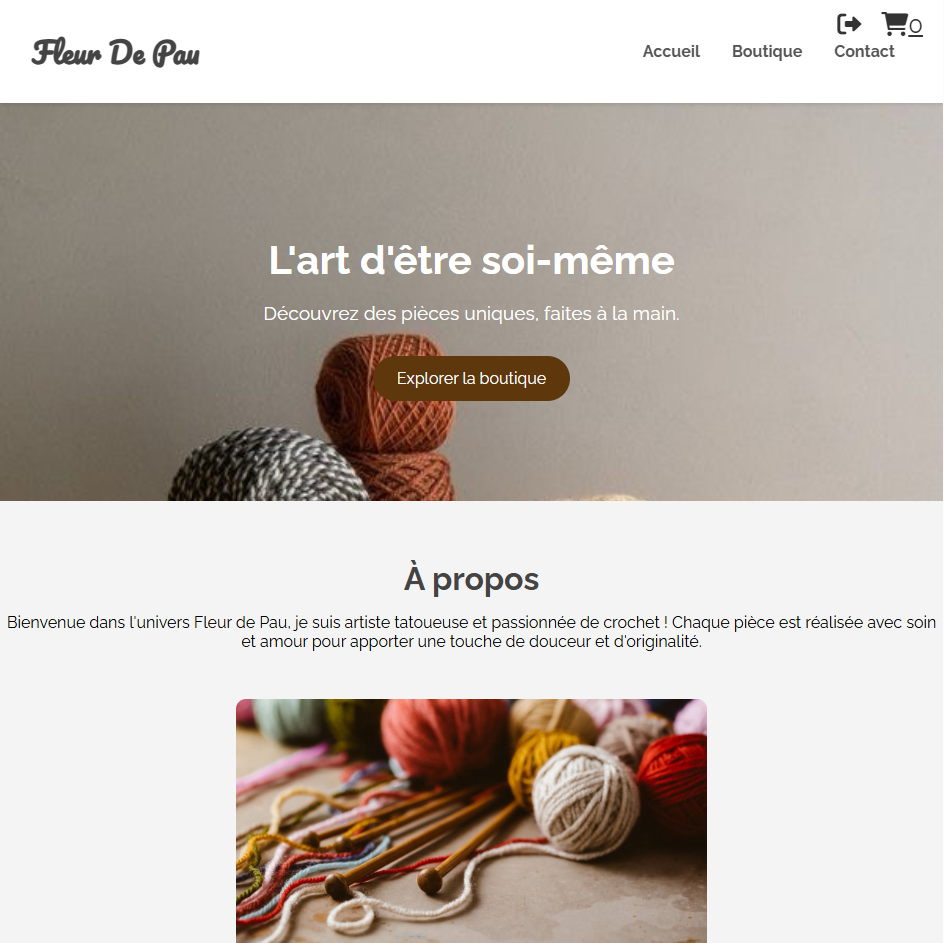 0
Fleur De Pau
Accueil Boutique Contact
L'art d'être soi-même
Découvrez des pièces uniques, faites à la main.
Explorer la boutique
À propos
Bienvenue dans l'univers Fleur de Pau, je suis artiste tatoueuse et passionnée de crochet ! Chaque pièce est réalisée avec soin
et amour pour apporter une touche de douceur et d'originalité.